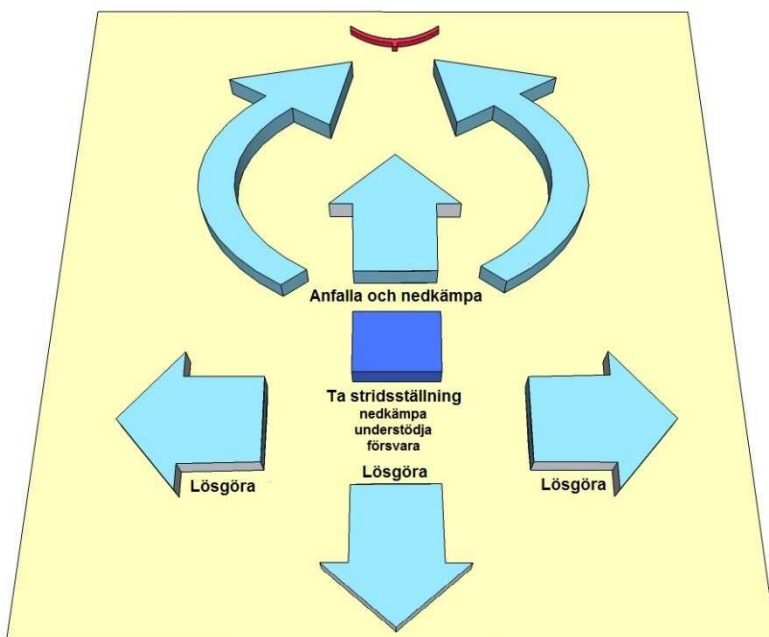 Anfalla och nedkämpa
Ta stridsställning
nedkämpa
understödja
försvara
Lösgöra
Lösgöra
Lösgöra